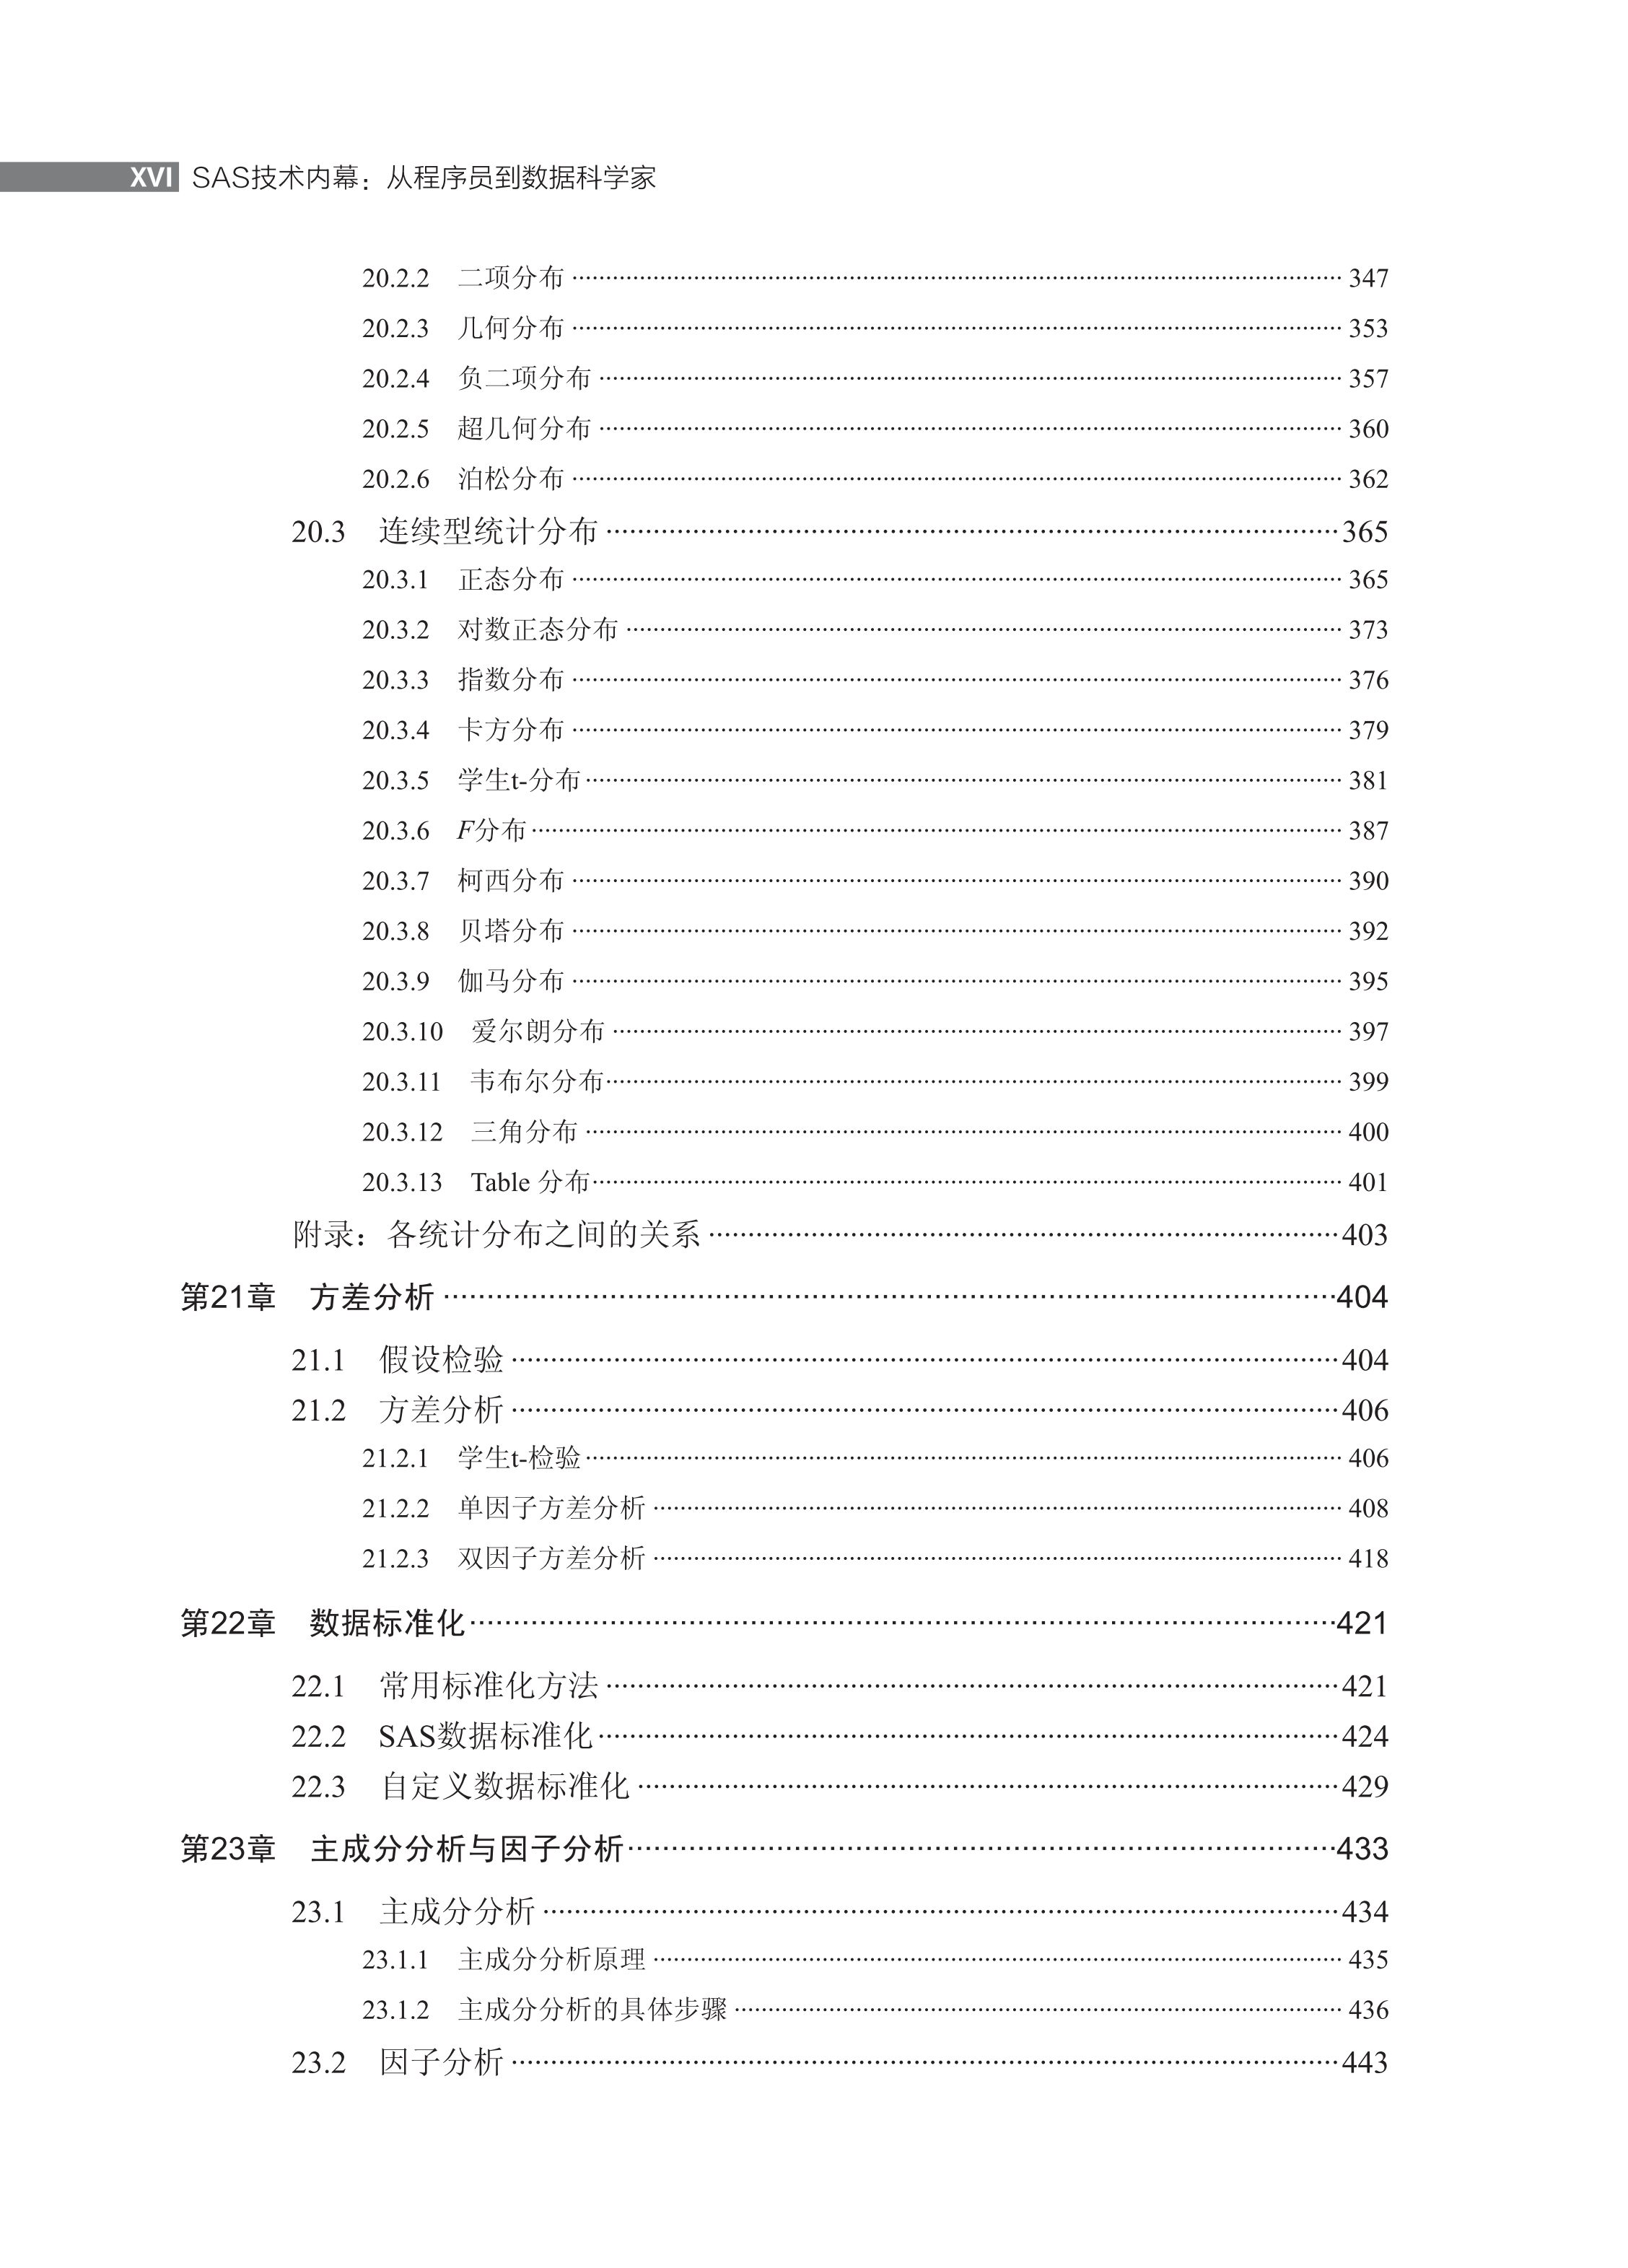 XVI SAS技术内幕：从程序员到数据科学家
20.2.2 二项分布 347
20.2.3 几何分布 353
20.2.4 负二项分布 357
20.2.5 超几何分布 360
20.2.6 泊松分布 362
20.3 连续型统计分布 365
20.3.1 正态分布 365
20.3.2 对数正态分布 373
20.3.3 指数分布 376
20.3.4 卡方分布 379
20.3.5 学生t-分布 381
20.3.6 F分布 387
20.3.7 柯西分布 390
20.3.8 贝塔分布 392
20.3.9 伽马分布 395
20.3.10 爱尔朗分布 397
20.3.11 韦布尔分布 399
20.3.12 三角分布 400
20.3.13 Table 分布 401
附录：各统计分布之间的关系 403
第21章 方差分析 404
21.1 假设检验 404
21.2 方差分析 406
21.2.1 学生t-检验 406
21.2.2 单因子方差分析 408
21.2.3 双因子方差分析 418
第22章 数据标准化 421
22.1 常用标准化方法 421
22.2 SAS数据标准化 424
22.3 自定义数据标准化 429
第23章 主成分分析与因子分析 433
23.1 主成分分析 434
23.1.1 主成分分析原理 435
23.1.2 主成分分析的具体步骤 436
23.2 因子分析 443